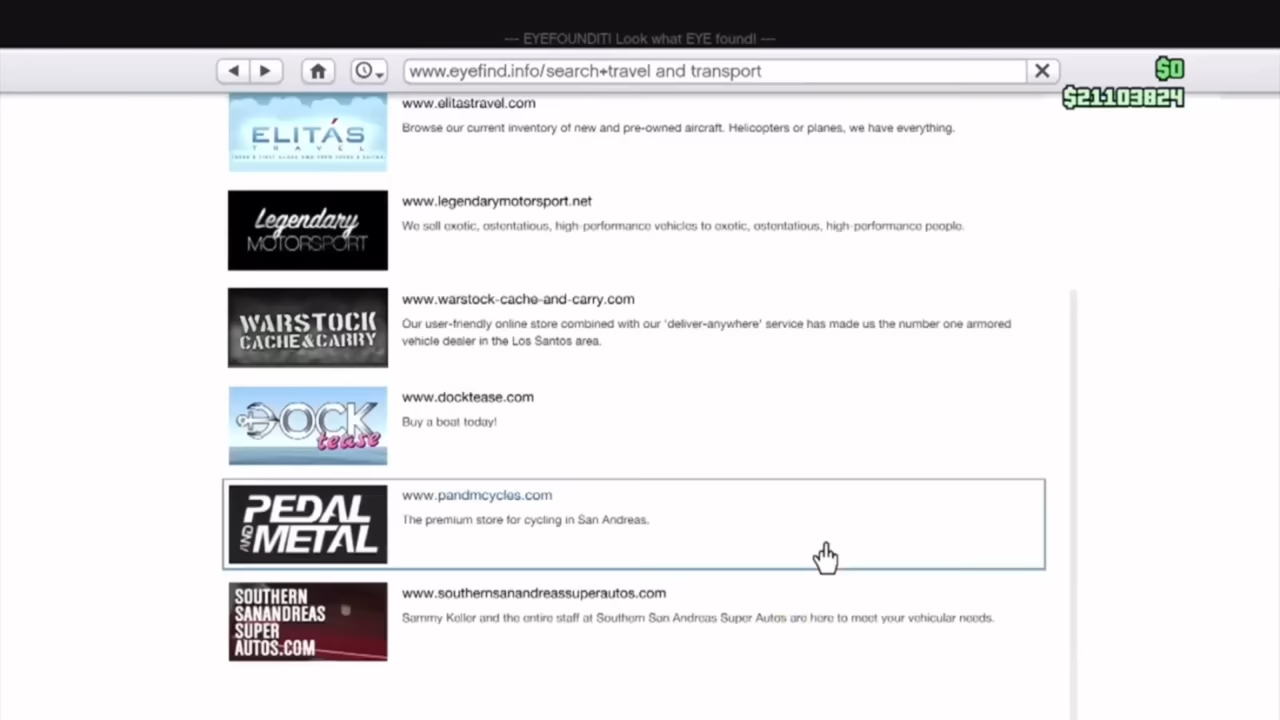 --- EYEFOUNDIT! Look what EYE found! ---
www.eyefind.info/search+travel and transport
$0
$21103824
www.elitastravel.com
ELITÁS
TRAVEL
Browse our current inventory of new and pre-owned aircraft. Helicopters or planes, we have everything.
www.legendarymotorsport.net
Legendary
MOTORSPORT
We sell exotic, ostentatious, high-performance vehicles to exotic, ostentatious, high-performance people.
www.warstock-cache-and-carry.com
WARSTOCK
CACHE&CARRY
Our user-friendly online store combined with our 'deliver-anywhere' service has made us the number one armored
vehicle dealer in the Los Santos area.
www.docktease.com
DOCK
tease
Buy a boat today!
www.pandmcycles.com
PEDAL
AND METAL
The premium store for cycling in San Andreas.
www.southernsanandreassuperautos.com
SOUTHERN
SANANDREAS
SUPER
AUTOS.COM
Sammy Keller and the entire staff at Southern San Andreas Super Autos are here to meet your vehicular needs.